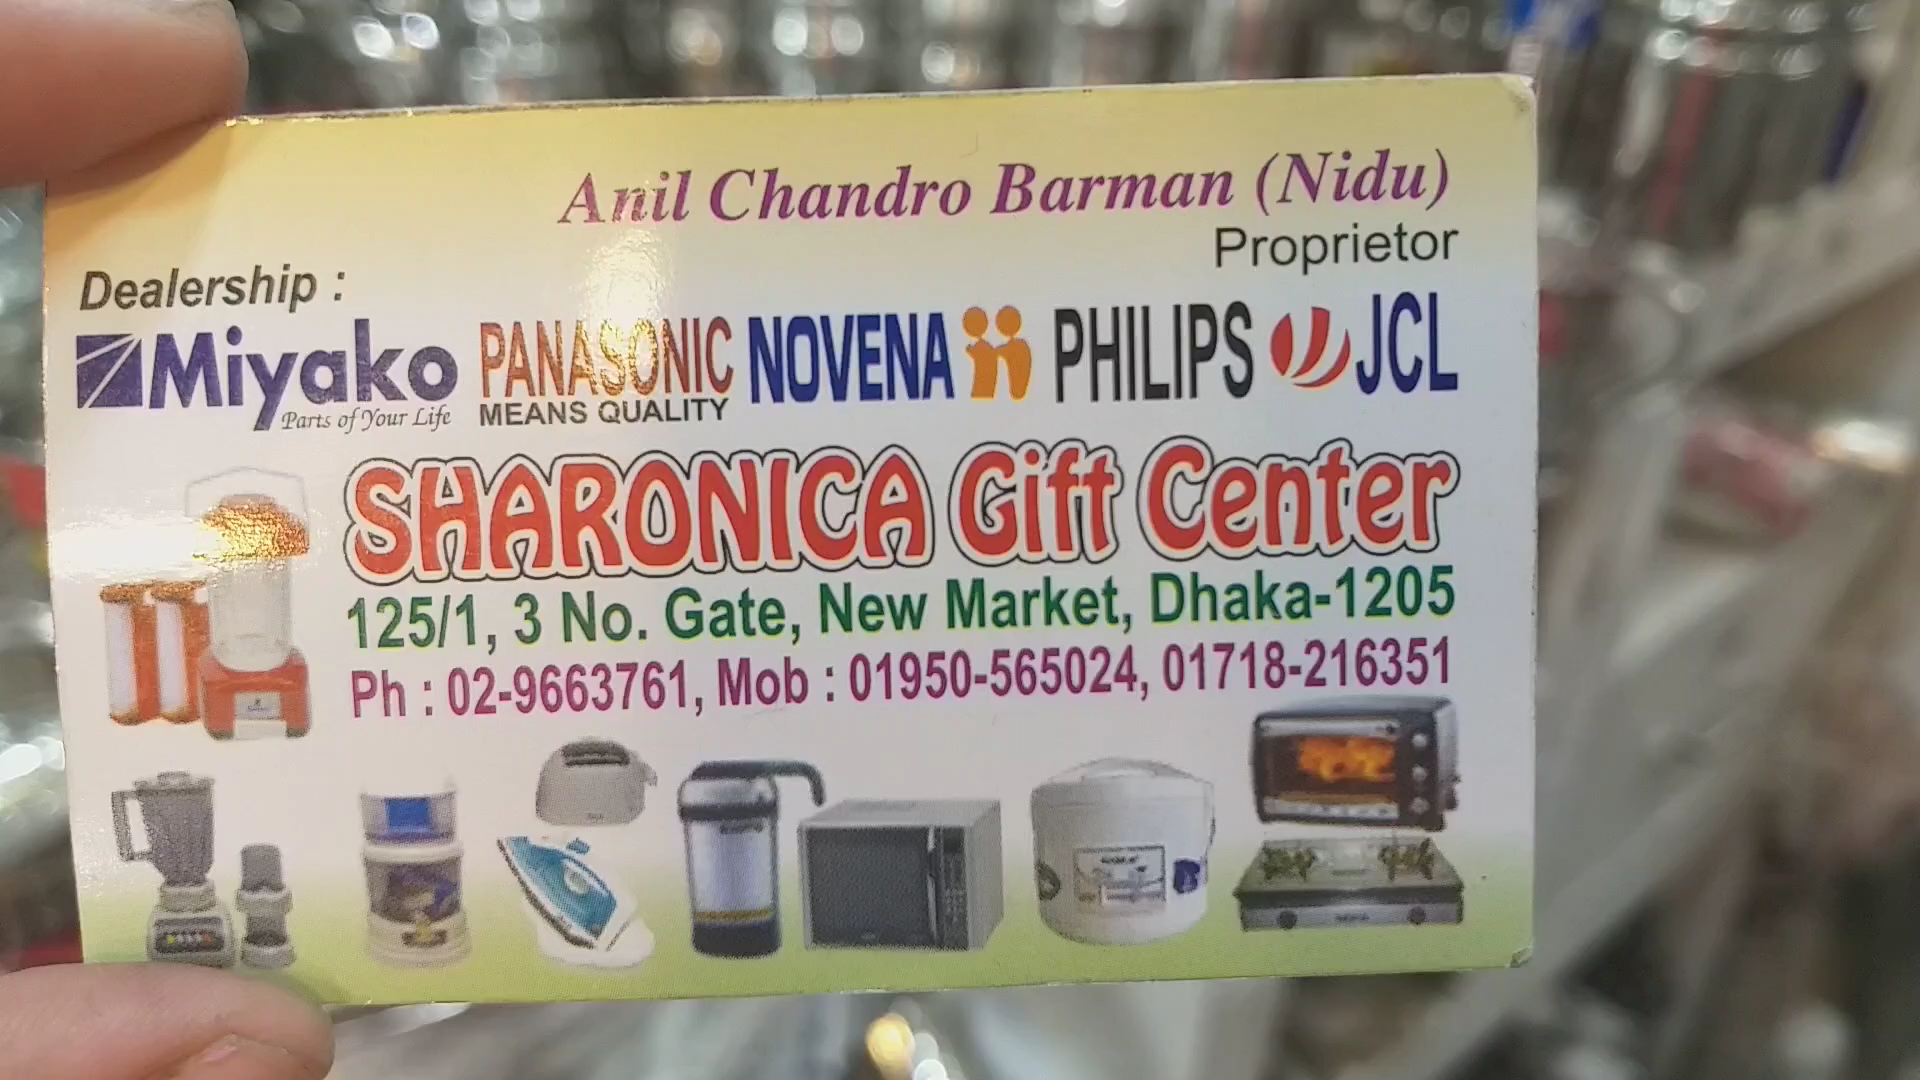 Anil Chandro Barman (Nidu)
Proprietor
Dealership :
Miyako PANASONIC NOVENA PHILIPS JCL
Parts of Your Life MEANS QUALITY
SHARONICA Gift Center
125/1, 3 No. Gate, New Market, Dhaka-1205
Ph : 02-9663761, Mob : 01950-565024, 01718-216351